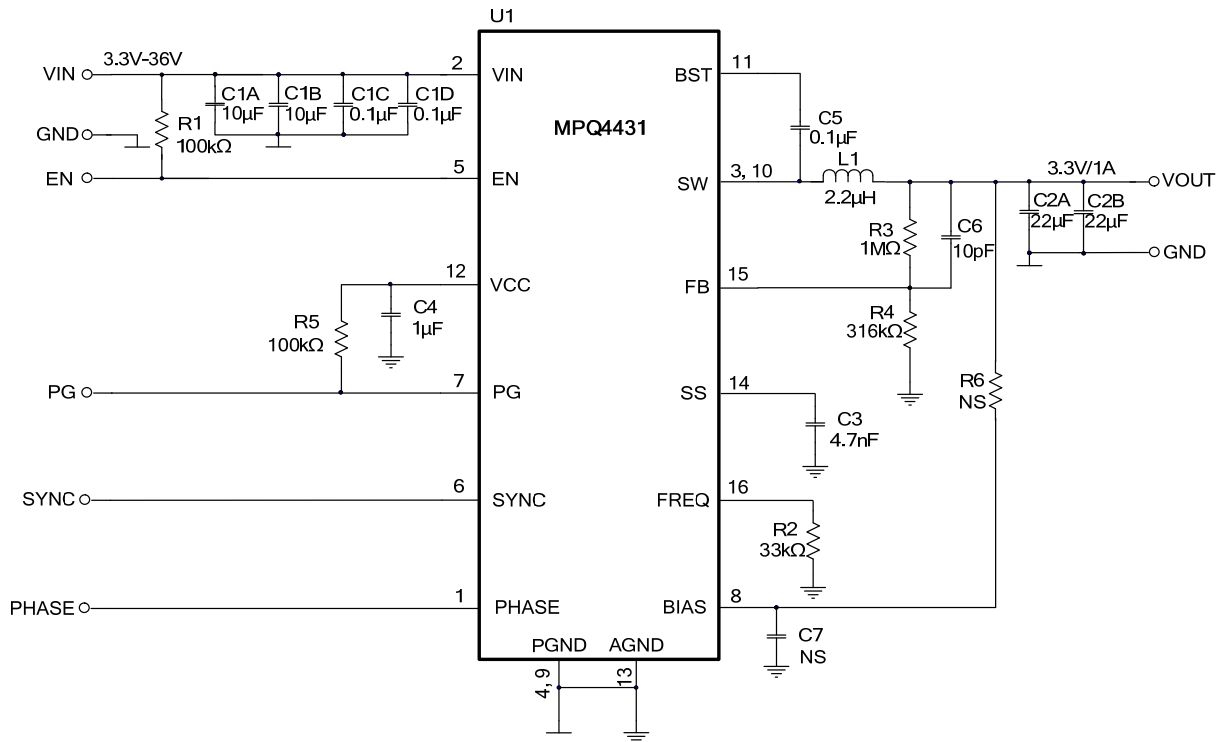 U1
MPQ4431
VIN
3.3V-36V
2
VIN
GND
R1
100kΩ
C1A
10µF
C1B
10µF
C1C
0.1µF
C1D
0.1µF
EN
5
EN
12
VCC
R5
100kΩ
C4
1µF
PG
7
PG
SYNC
6
SYNC
PHASE
1
PHASE
PGND
4, 9
AGND
13
BST
11
C5
0.1µF
SW
3, 10
L1
2.2µH
3.3V/1A
VOUT
C2A
22µF
C2B
22µF
GND
R3
1MΩ
C6
10pF
FB
15
R4
316kΩ
SS
14
C3
4.7nF
R6
NS
FREQ
16
R2
33kΩ
BIAS
8
C7
NS